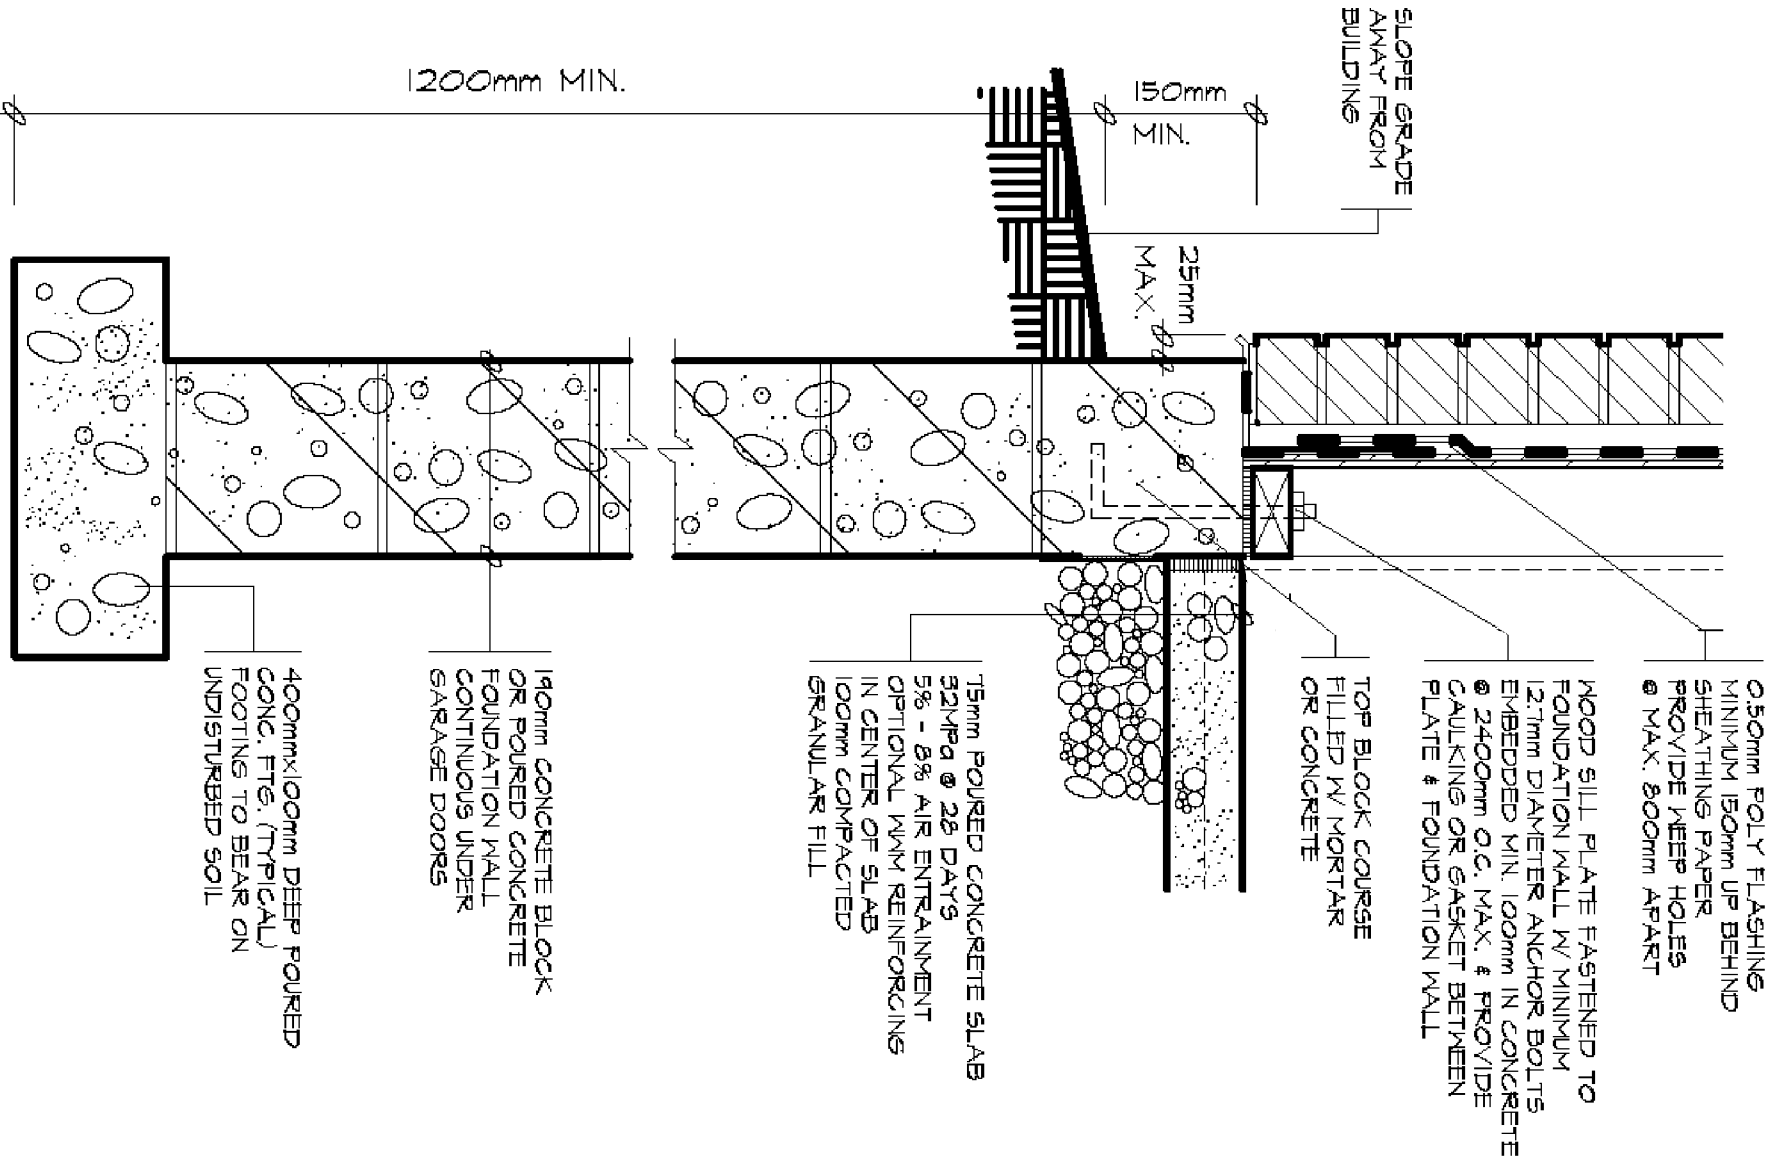 SLOPE GRADE
AWAY FROM
BUILDING
1200mm MIN.
150mm
MIN.
25mm
MAX.
0.50mm POLY FLASHING
MINIMUM 150mm UP BEHIND
SHEATHING PAPER
PROVIDE WEEP HOLES
@ MAX. 800mm APART
WOOD SILL PLATE FASTENED TO
FOUNDATION WALL W/ MINIMUM
12.7mm DIAMETER ANCHOR BOLTS
EMBEDDED MIN. 100mm IN CONCRETE
@ 2400mm O.C. MAX. & PROVIDE
CAULKING OR GASKET BETWEEN
PLATE & FOUNDATION WALL
TOP BLOCK COURSE
FILLED W/ MORTAR
OR CONCRETE
75mm POURED CONCRETE SLAB
32MPa @ 28 DAYS
5% - 8% AIR ENTRAINMENT
OPTIONAL WWM REINFORCING
IN CENTER OF SLAB
100mm COMPACTED
GRANULAR FILL
190mm CONCRETE BLOCK
OR POURED CONCRETE
FOUNDATION WALL
CONTINUOUS UNDER
GARAGE DOORS
400mmx100mm DEEP POURED
CONC. FTG. (TYPICAL)
FOOTING TO BEAR ON
UNDISTURBED SOIL